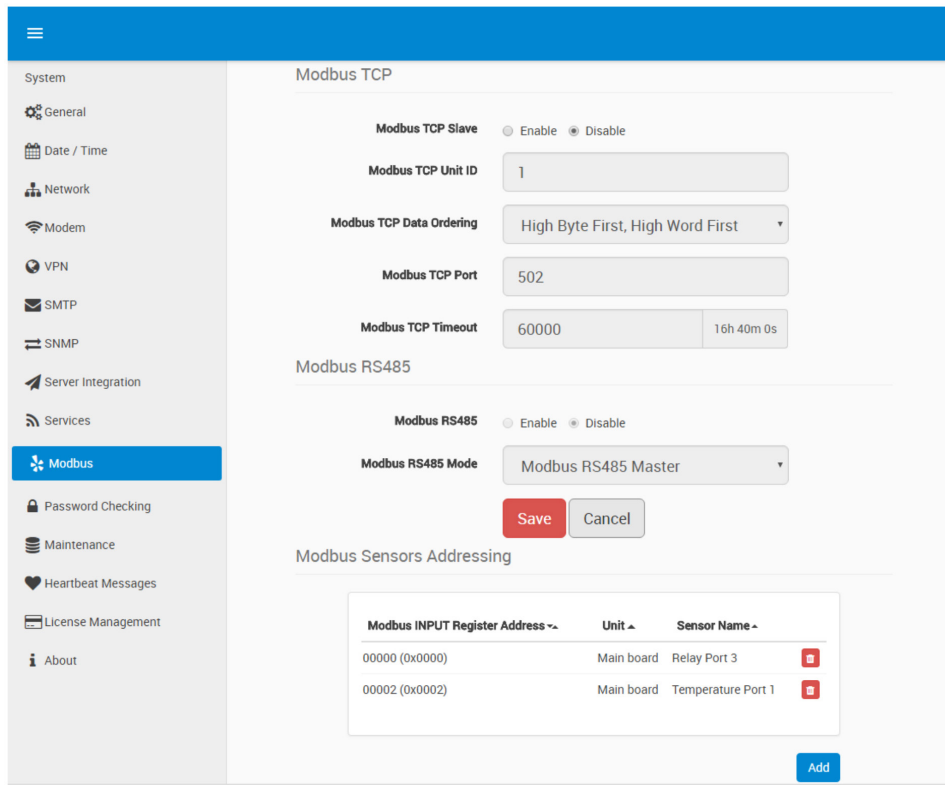 System
General
Date / Time
Network
Modem
VPN
SMTP
SNMP
Server Integration
Services
Modbus
Password Checking
Maintenance
Heartbeat Messages
License Management
About
Modbus TCP
Modbus TCP Slave Enable Disable
Modbus TCP Unit ID 1
Modbus TCP Data Ordering High Byte First, High Word First
Modbus TCP Port 502
Modbus TCP Timeout 60000 16h 40m 0s
Modbus RS485
Modbus RS485 Enable Disable
Modbus RS485 Mode Modbus RS485 Master
Save Cancel
Modbus Sensors Addressing
Modbus INPUT Register Address Unit Sensor Name
00000 (0x0000) Main board Relay Port 3
00002 (0x0002) Main board Temperature Port 1
Add